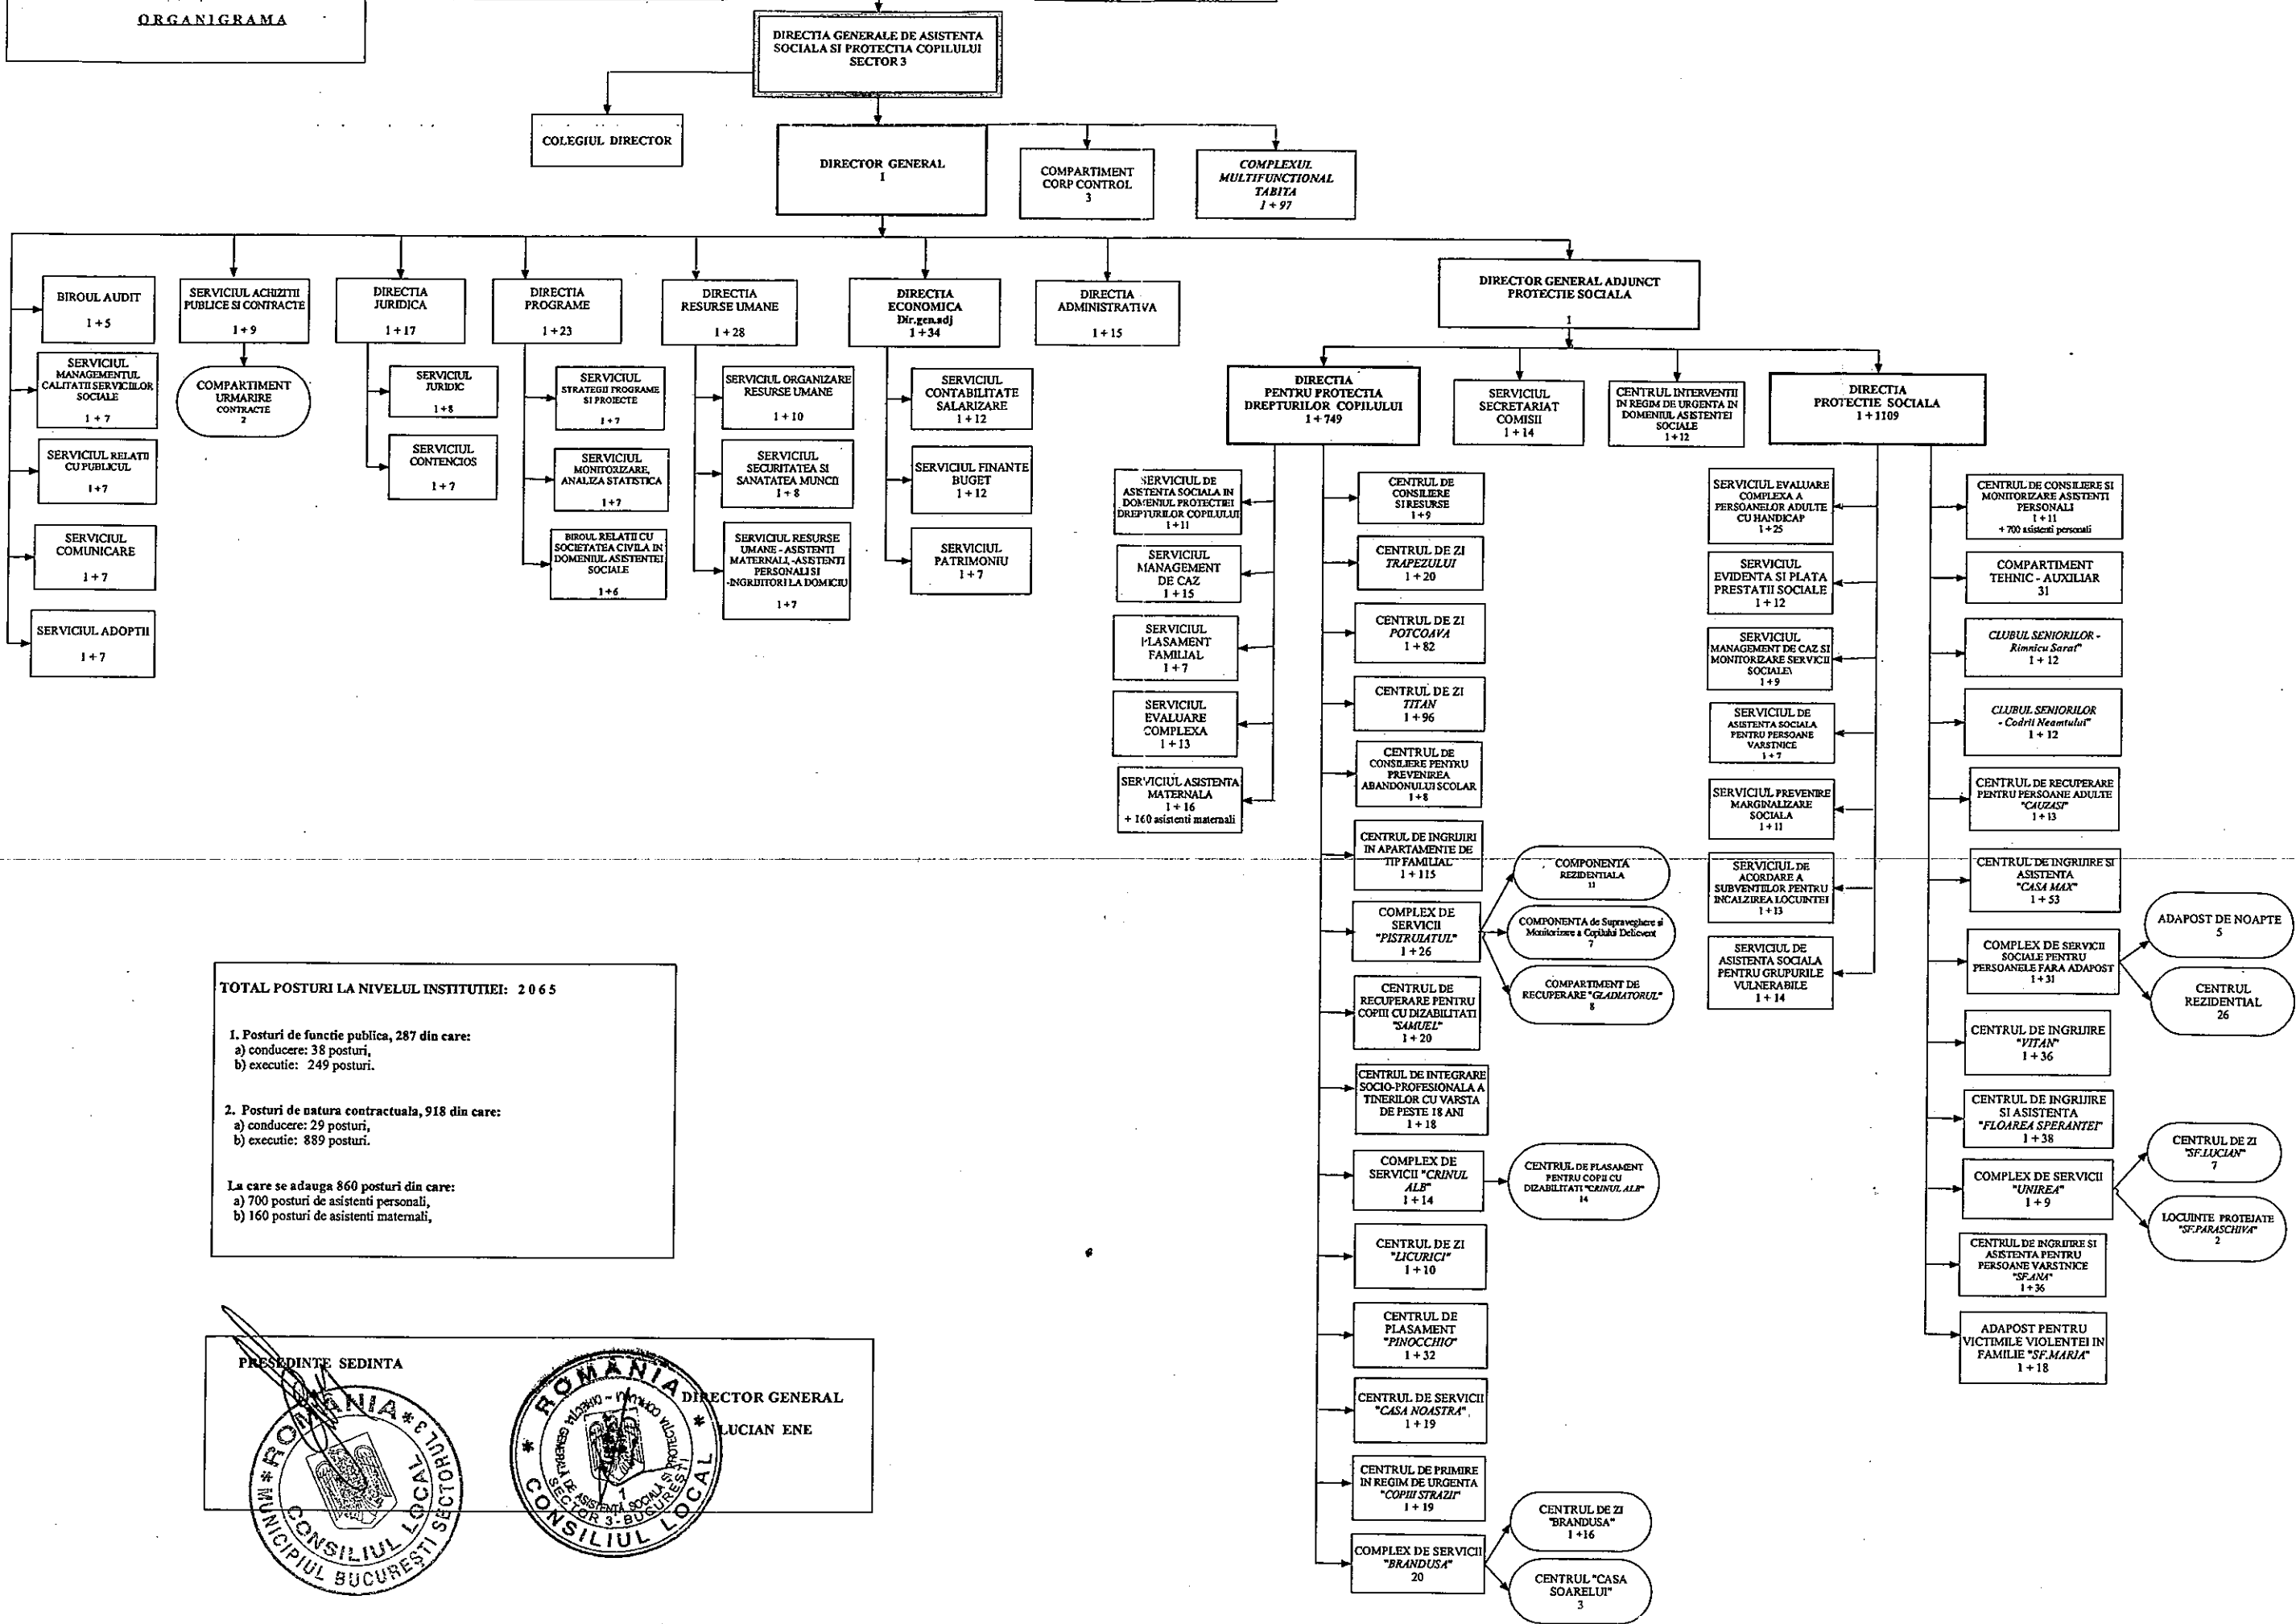 ORGANIGRAMA
DIRECTIA GENERALE DE ASISTENTA
SOCIALA SI PROTECTIA COPILULUI
SECTOR 3
COLEGIUL DIRECTOR
DIRECTOR GENERAL
1
COMPARTIMENT
CORP CONTROL
3
COMPLEXUL
MULTIFUNCTIONAL
TABITA
1 + 97
BIROUL AUDIT
1 + 5
SERVICIUL ACHIZITII
PUBLICE SI CONTRACTE
1 + 9
DIRECTIA
JURIDICA
1 + 17
DIRECTIA
PROGRAME
1 + 23
DIRECTIA
RESURSE UMANE
1 + 28
DIRECTIA
ECONOMICA
Dir.gen.adj
1 + 34
DIRECTIA
ADMINISTRATIVA
1 + 15
DIRECTOR GENERAL ADJUNCT
PROTECTIE SOCIALA
1
SERVICIUL
MANAGEMENTUL
CALITATII SERVICIILOR
SOCIALE
1 + 7
SERVICIUL RELATII
CU PUBLICUL
1+7
SERVICIUL
COMUNICARE
1 + 7
SERVICIUL ADOPTII
1 + 7
COMPARTIMENT
URMARIRE
CONTRACTE
2
SERVICIUL
JURIDIC
1+8
SERVICIUL
CONTENCIOS
1 + 7
SERVICIUL
STRATEGII PROGRAME
SI PROIECTE
1+7
SERVICIUL
MONITORIZARE,
ANALIZA STATISTICA
1+7
BIROUL RELATII CU
SOCIETATEA CIVILA IN
DOMENIUL ASISTENTEI
SOCIALE
1+6
SERVICIUL ORGANIZARE
RESURSE UMANE
1 + 10
SERVICIUL
SECURITATEA SI
SANATATEA MUNCII
1 + 8
SERVICIUL RESURSE
UMANE - ASISTENTI
MATERNALI, -ASISTENTI
PERSONALI SI
-INGRIJITORI LA DOMICIU
1+7
SERVICIUL
CONTABILITATE
SALARIZARE
1 + 12
SERVICIUL FINANTE
BUGET
1 + 12
SERVICIUL
PATRIMONIU
1 + 7
DIRECTIA
PENTRU PROTECTIA
DREPTURILOR COPILULUI
1 + 749
SERVICIUL
SECRETARIAT
COMISII
1 + 14
CENTRUL INTERVENTII
IN REGIM DE URGENTA IN
DOMENIUL ASISTENTEI
SOCIALE
1 + 12
DIRECTIA
PROTECTIE SOCIALA
1 + 1109
SERVICIUL DE
ASISTENTA SOCIALA IN
DOMENIUL PROTECTIEI
DREPTURILOR COPILULUI
1+11
SERVICIUL
MANAGEMENT
DE CAZ
1 + 15
SERVICIUL
PLASAMENT
FAMILIAL
1 + 7
SERVICIUL
EVALUARE
COMPLEXA
1 + 13
SERVICIUL ASISTENTA
MATERNALA
1 + 16
+ 160 asistenti maternali
CENTRUL DE
CONSILIERE
SI RESURSE
1+9
CENTRUL DE ZI
TRAPEZULUI
1 + 20
CENTRUL DE ZI
POTCOAVA
1 + 82
CENTRUL DE ZI
TITAN
1 + 96
CENTRUL DE
CONSILIERE PENTRU
PREVENIREA
ABANDONULUI SCOLAR
1+8
CENTRUL DE INGRIJIRI
IN APARTAMENTE DE
TIP FAMILIAL
1 + 115
COMPLEX DE
SERVICII
"PISTRUIATUL"
1 + 26
COMPONENTA
REZIDENTIALA
11
COMPONENTA de Supraveghere si
Monitorizare a Copilului Delicvent
7
COMPARTIMENT DE
RECUPERARE "GLADIATORUL"
8
CENTRUL DE
RECUPERARE PENTRU
COPIII CU DIZABILITATI
"SAMUEL"
1 + 20
CENTRUL DE INTEGRARE
SOCIO-PROFESIONALA A
TINERILOR CU VARSTA
DE PESTE 18 ANI
1 + 18
COMPLEX DE
SERVICII "CRINUL
ALB"
1 + 14
CENTRUL DE PLASAMENT
PENTRU COPII CU
DIZABILITATI "CRINUL ALB"
14
CENTRUL DE ZI
"LICURICI"
1 + 10
CENTRUL DE
PLASAMENT
"PINOCCHIO"
1 + 32
CENTRUL DE SERVICII
"CASA NOASTRA"
1 + 19
CENTRUL DE PRIMIRE
IN REGIM DE URGENTA
"COPIII STRAZII"
1 + 19
COMPLEX DE SERVICII
"BRANDUSA"
20
CENTRUL DE ZI
"BRANDUSA"
1 +16
CENTRUL "CASA
SOARELUI"
3
SERVICIUL EVALUARE
COMPLEXA A
PERSOANELOR ADULTE
CU HANDICAP
1 +25
SERVICIUL
EVIDENTA SI PLATA
PRESTATII SOCIALE
1 + 12
SERVICIUL
MANAGEMENT DE CAZ SI
MONITORIZARE SERVICII
SOCIALE\
1 +9
SERVICIUL DE
ASISTENTA SOCIALA
PENTRU PERSOANE
VARSTNICE
1 + 7
SERVICIUL PREVENIRE
MARGINALIZARE
SOCIALA
1 + 11
SERVICIUL DE
ACORDARE A
SUBVENTIILOR PENTRU
INCALZIREA LOCUINTEI
1 + 13
SERVICIUL DE
ASISTENTA SOCIALA
PENTRU GRUPURILE
VULNERABILE
1 + 14
CENTRUL DE CONSILIERE SI
MONITORIZARE ASISTENTI
PERSONALI
1 + 11
+ 700 asistenti personali
COMPARTIMENT
TEHNIC - AUXILIAR
31
CLUBUL SENIORILOR -
Rimnicu Sarat"
1 + 12
CLUBUL SENIORILOR
- Codrii Neamtului"
1 + 12
CENTRUL DE RECUPERARE
PENTRU PERSOANE ADULTE
"CAUZASI"
1 + 13
CENTRUL DE INGRIJIRE SI
ASISTENTA
"CASA MAX"
1 + 53
COMPLEX DE SERVICII
SOCIALE PENTRU
PERSOANELE FARA ADAPOST
1 +31
ADAPOST DE NOAPTE
5
CENTRUL
REZIDENTIAL
26
CENTRUL DE INGRIJIRE
"VITAN"
1 + 36
CENTRUL DE INGRIJIRE
SI ASISTENTA
"FLOAREA SPERANTEI"
1 + 38
COMPLEX DE SERVICII
"UNIREA"
1 + 9
CENTRUL DE ZI
"SF.LUCIAN"
7
LOCUINTE PROTEJATE
"SF.PARASCHIVA"
2
CENTRUL DE INGRIJIRE SI
ASISTENTA PENTRU
PERSOANE VARSTNICE
"SF.ANA"
1 +36
ADAPOST PENTRU
VICTIMILE VIOLENTEI IN
FAMILIE "SF.MARIA"
1 + 18
TOTAL POSTURI LA NIVELUL INSTITUTIEI: 2065
1. Posturi de functie publica, 287 din care:
a) conducere: 38 posturi,
b) executie: 249 posturi.
2. Posturi de natura contractuala, 918 din care:
a) conducere: 29 posturi,
b) executie: 889 posturi.
La care se adauga 860 posturi din care:
a) 700 posturi de asistenti personali,
b) 160 posturi de asistenti maternali,
PRESEDINTE SEDINTA
DIRECTOR GENERAL
LUCIAN ENE
* ROMÂNIA *
MUNICIPIUL BUCUREŞTI SECTORUL 3
CONSILIUL LOCAL
* ROMANIA *
CONSILIUL LOCAL
DIRECŢIA GENERALĂ DE ASISTENŢĂ SOCIALĂ ŞI PROTECŢIA COPILULUI
SECTOR 3-BUCUREŞTI
1